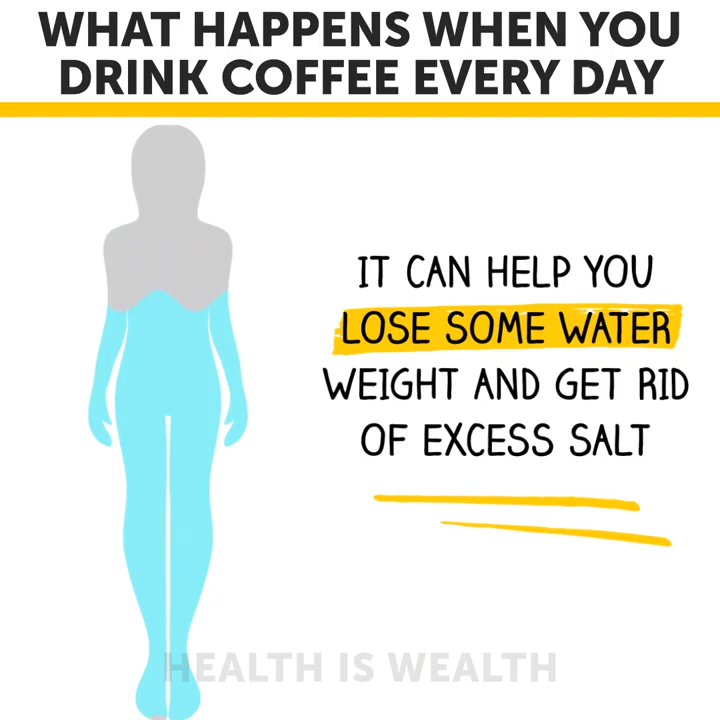 WHAT HAPPENS WHEN YOU
DRINK COFFEE EVERY DAY
IT CAN HELP YOU
LOSE SOME WATER
WEIGHT AND GET RID
OF EXCESS SALT
HEALTH IS WEALTH